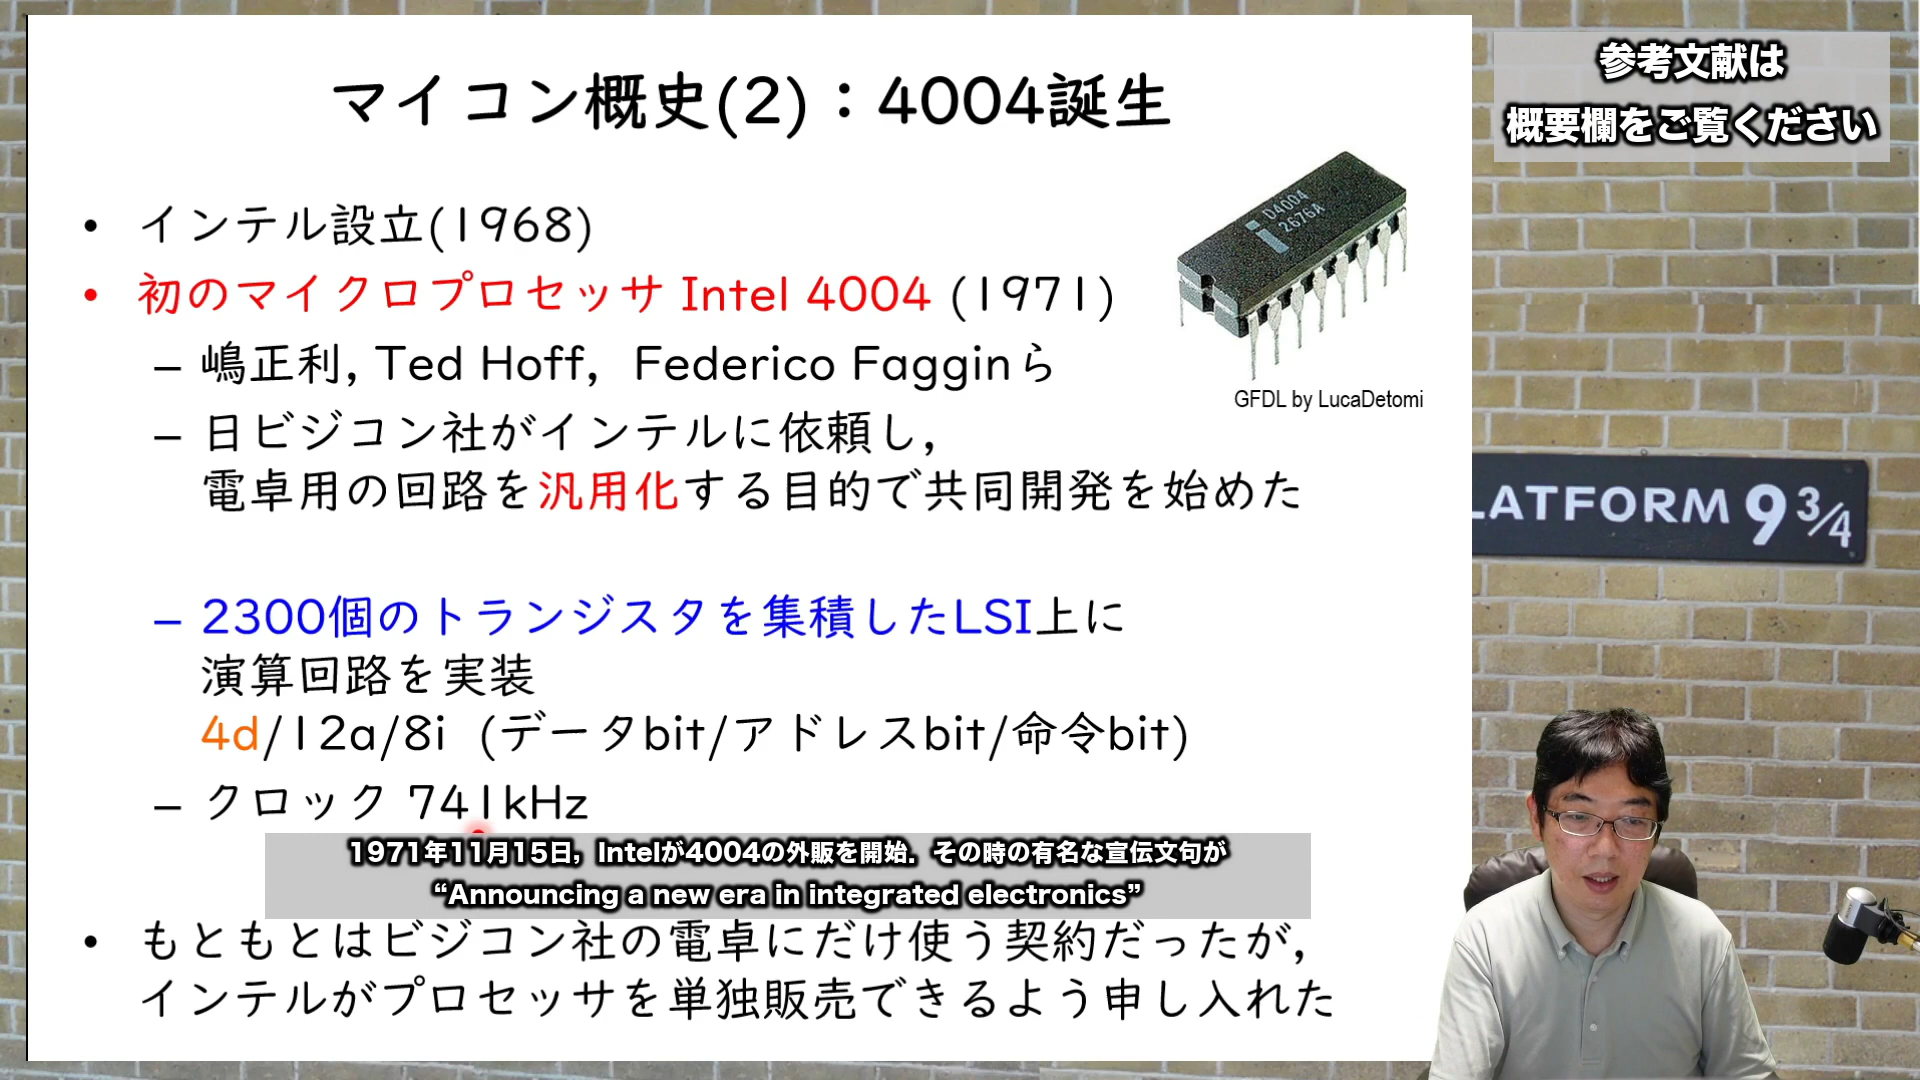 マイコン概史(2)：4004誕生
• インテル設立(1968)
• 初のマイクロプロセッサ Intel 4004 (1971)
– 嶋正利, Ted Hoff, Federico Fagginら
– 日ビジコン社がインテルに依頼し，
電卓用の回路を汎用化する目的で共同開発を始めた
– 2300個のトランジスタを集積したLSI上に
演算回路を実装
4d/12a/8i (データbit/アドレスbit/命令bit)
– クロック 741kHz
1971年11月15日，Intelが4004の外販を開始．その時の有名な宣伝文句が
“Announcing a new era in integrated electronics”
• もともとはビジコン社の電卓にだけ使う契約だったが，
インテルがプロセッサを単独販売できるよう申し入れた
D4004
2676A
GFDL by LucaDetomi
参考文献は
概要欄をご覧ください
LATFORM 9 3/4